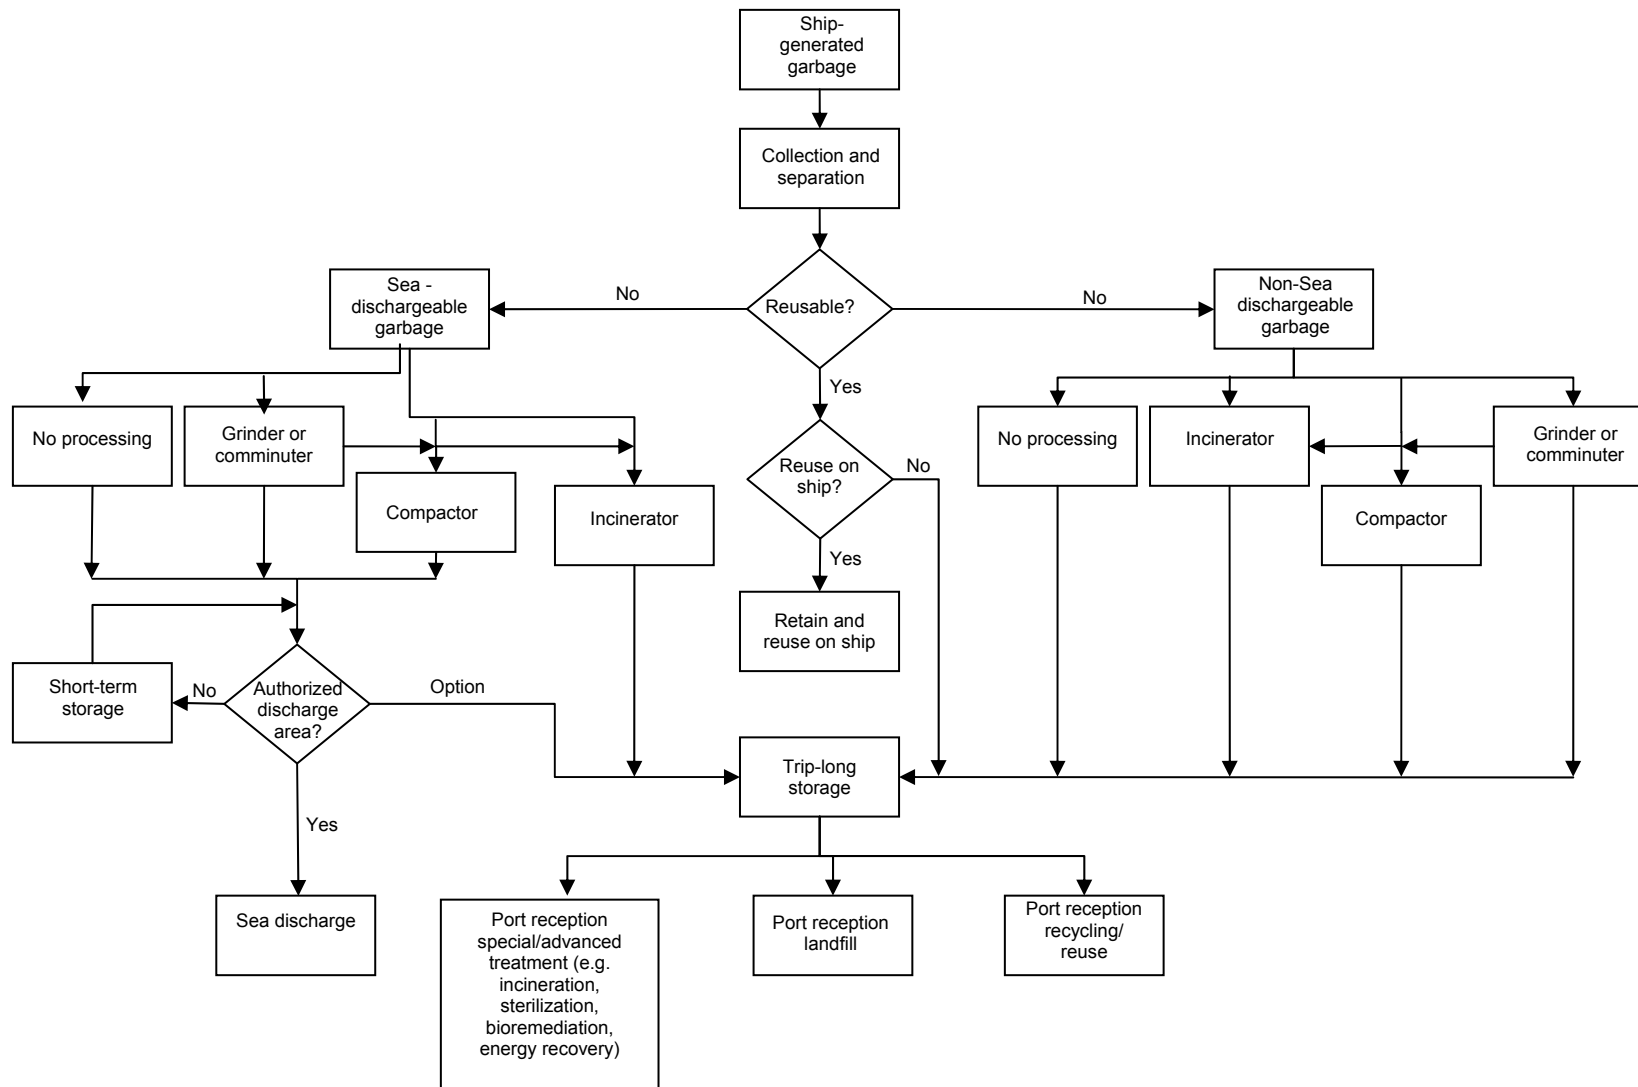 Ship-
generated
garbage
Collection and
separation
Reusable?
No
No
Sea -
dischargeable
garbage
Non-Sea
dischargeable
garbage
Yes
No processing
Grinder or
comminuter
Compactor
Incinerator
Reuse on
ship?
No
Yes
Retain and
reuse on ship
No processing
Incinerator
Compactor
Grinder or
comminuter
Short-term
storage
No
Authorized
discharge
area?
Option
Yes
Trip-long
storage
Sea discharge
Port reception
special/advanced
treatment (e.g.
incineration,
sterilization,
bioremediation,
energy recovery)
Port reception
landfill
Port reception
recycling/
reuse